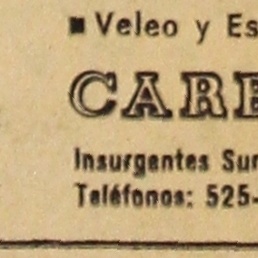 ■ Veleo y Es
CARE
Insurgentes Sur
Teléfonos: 525-